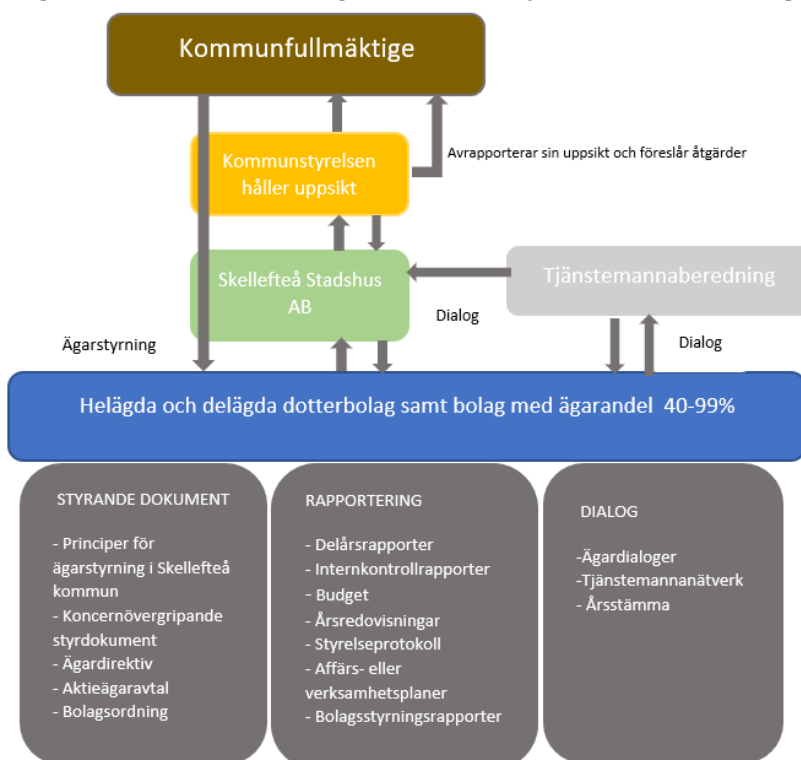 Kommunfullmäktige
Kommunstyrelsen
håller uppsikt
Avrapporterar sin uppsikt och föreslår åtgärder
Skellefteå Stadshus
AB
Tjänstemannaberedning
Dialog
Ägarstyrning
Dialog
Helägda och delägda dotterbolag samt bolag med ägarandel 40-99%
STYRANDE DOKUMENT
- Principer för
ägarstyrning i Skellefteå
kommun
- Koncernövergripande
styrdokument
- Ägardirektiv
- Aktieägaravtal
- Bolagsordning
RAPPORTERING
- Delårsrapporter
- Internkontrollrapporter
- Budget
- Årsredovisningar
- Styrelseprotokoll
- Affärs- eller
verksamhetsplaner
- Bolagsstyrningsrapporter
DIALOG
-Ägardialoger
-Tjänstemannanätverk
- Årsstämma